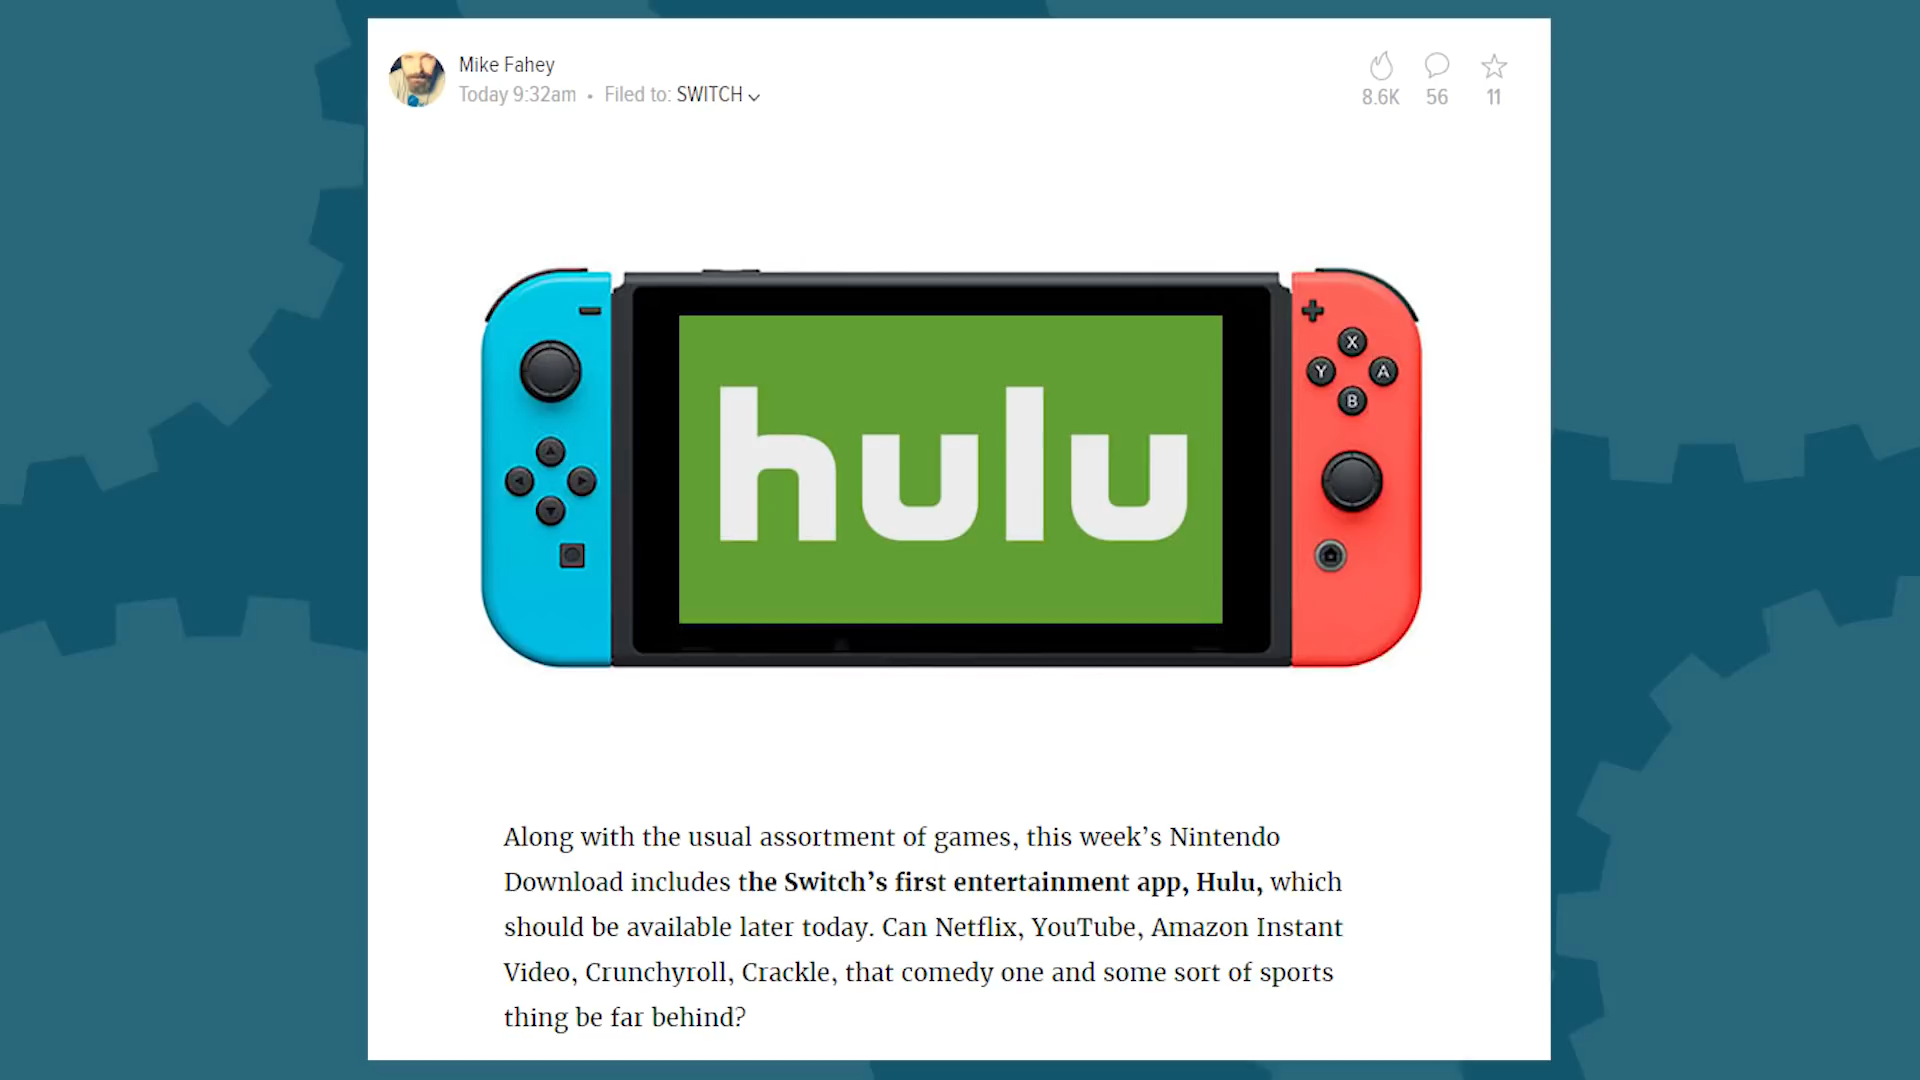 Mike Fahey
Today 9:32am • Filed to: SWITCH
8.6K 56 11
X
Y A
B
hulu
Along with the usual assortment of games, this week’s Nintendo
Download includes the Switch’s first entertainment app, Hulu, which
should be available later today. Can Netflix, YouTube, Amazon Instant
Video, Crunchyroll, Crackle, that comedy one and some sort of sports
thing be far behind?